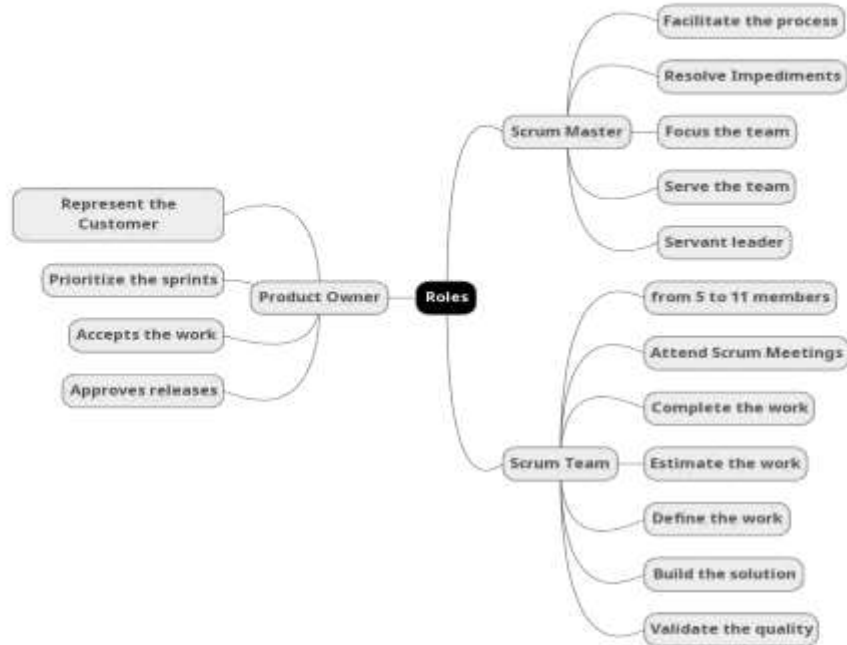 Roles
Scrum Master
Facilitate the process
Resolve Impediments
Focus the team
Serve the team
Servant leader
Scrum Team
from 5 to 11 members
Attend Scrum Meetings
Complete the work
Estimate the work
Define the work
Build the solution
Validate the quality
Product Owner
Represent the
Customer
Prioritize the sprints
Accepts the work
Approves releases